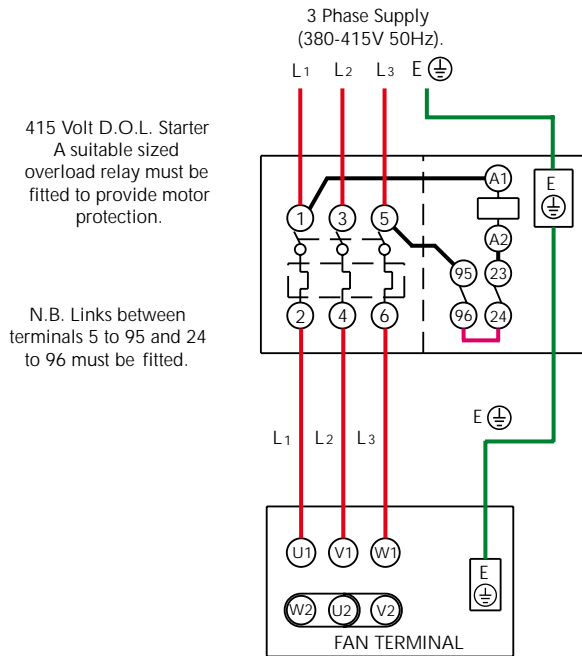 3 Phase Supply
(380-415V 50Hz).
L1 L2 L3 E
415 Volt D.O.L. Starter
A suitable sized
overload relay must be
fitted to provide motor
protection.
A1
E
1 3 5
A2
95 23
2 4 6 96 24
N.B. Links between
terminals 5 to 95 and 24
to 96 must be fitted.
E
L1 L2 L3
U1 V1 W1
E
W2 U2 V2
FAN TERMINAL